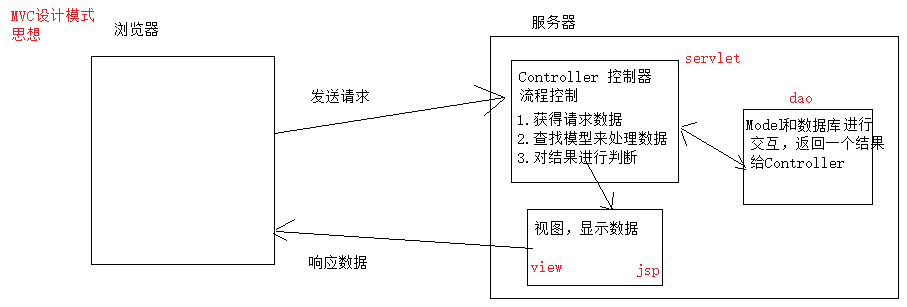 MVC设计模式
思想
浏览器
服务器
发送请求
servlet
Controller 控制器
流程控制
1.获得请求数据
2.查找模型来处理数据
3.对结果进行判断
dao
Model和数据库进行
交互，返回一个结果
给Controller
视图，显示数据
view
jsp
响应数据